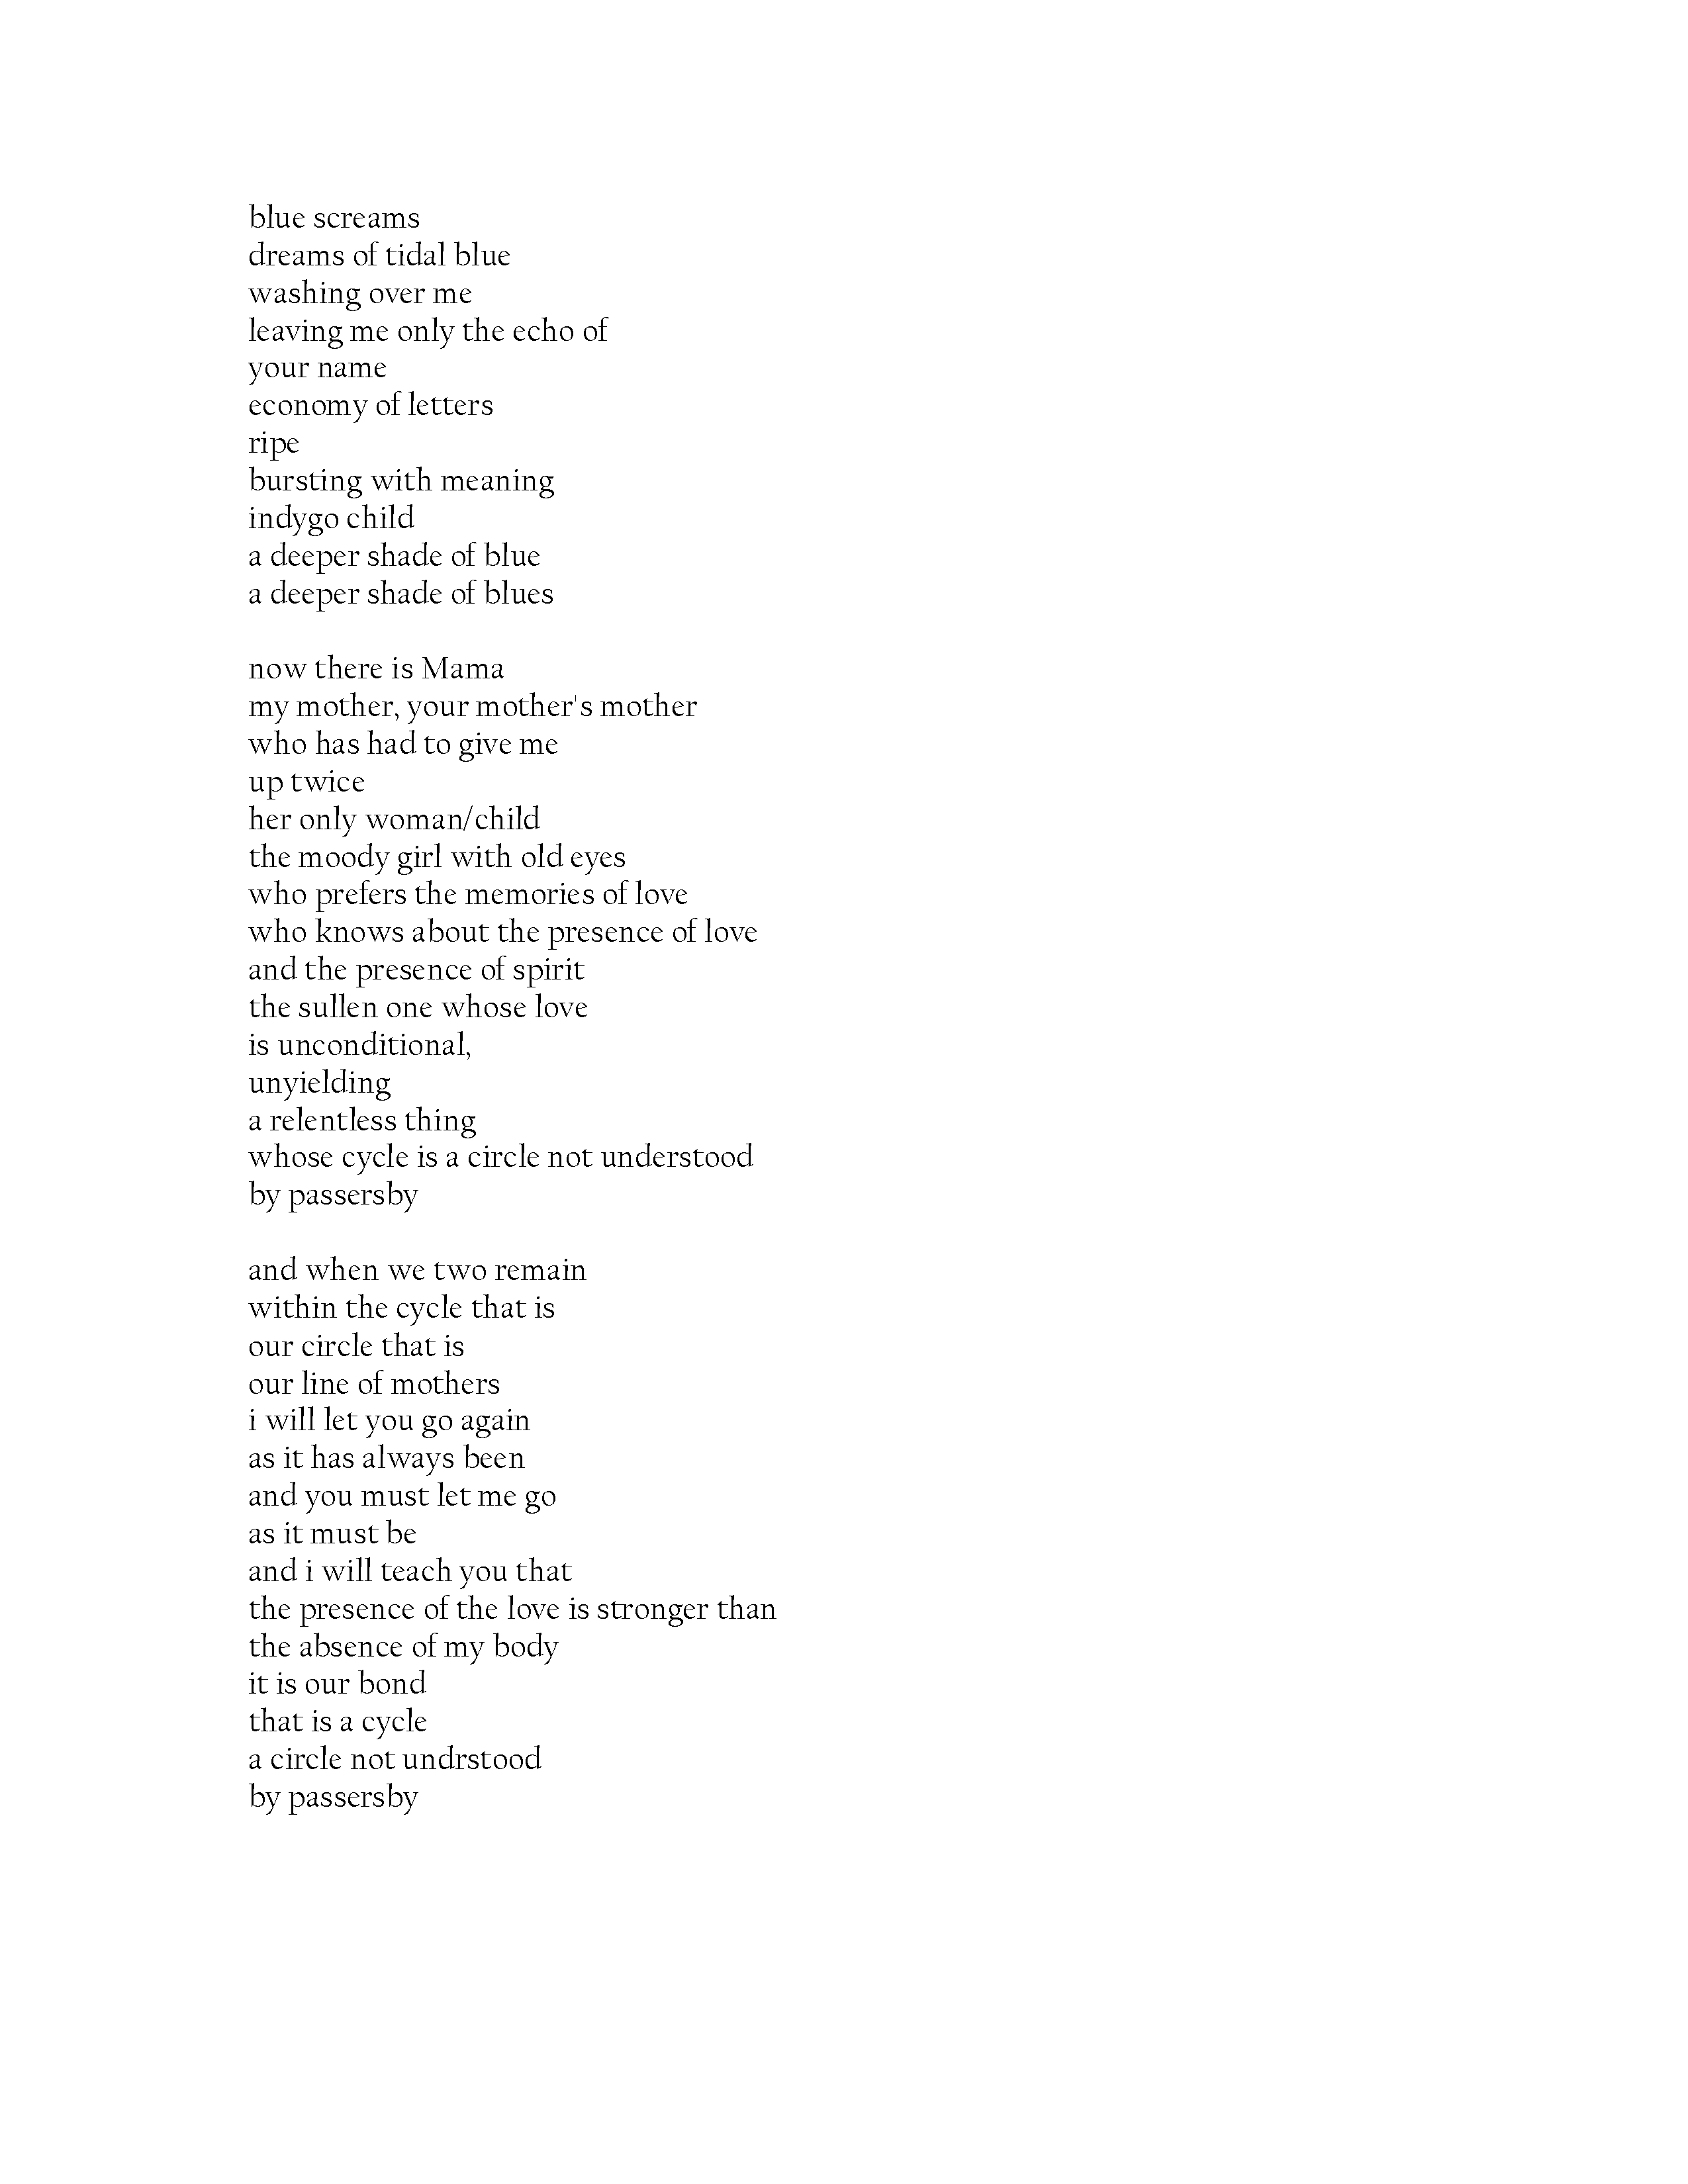 blue screams
dreams of tidal blue
washing over me
leaving me only the echo of
your name
economy of letters
ripe
bursting with meaning
indygo child
a deeper shade of blue
a deeper shade of blues
now there is Mama
my mother, your mother's mother
who has had to give me
up twice
her only woman/child
the moody girl with old eyes
who prefers the memories of love
who knows about the presence of love
and the presence of spirit
the sullen one whose love
is unconditional,
unyielding
a relentless thing
whose cycle is a circle not understood
by passersby
and when we two remain
within the cycle that is
our circle that is
our line of mothers
i will let you go again
as it has always been
and you must let me go
as it must be
and i will teach you that
the presence of the love is stronger than
the absence of my body
it is our bond
that is a cycle
a circle not undrstood
by passersby